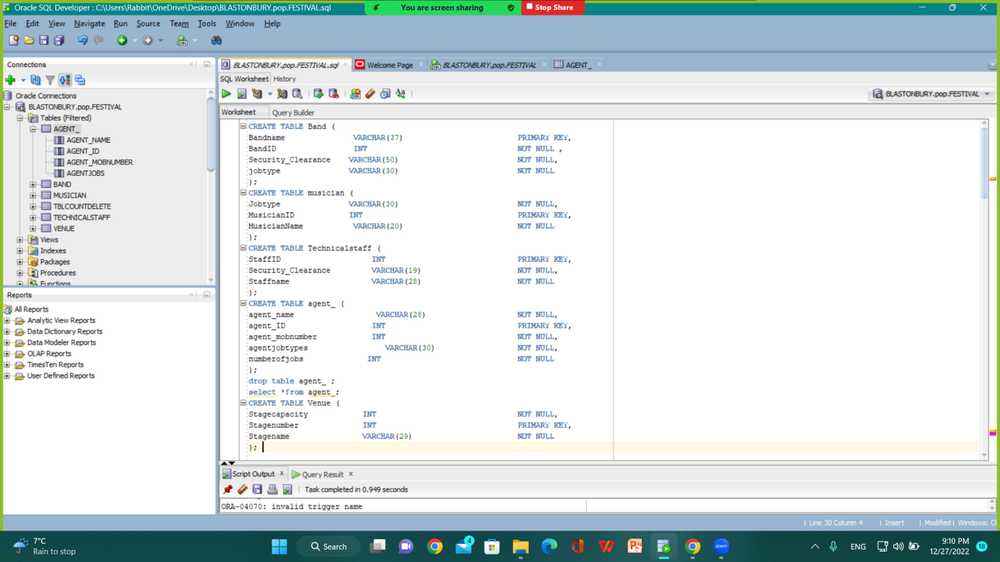 Oracle SQL Developer : C:\Users\Rabbit\OneDrive\Desktop\BLASTONBURY.pop.FESTIVAL.sql
You are screen sharing
Stop Share
File Edit View Navigate Run Source Team Tools Window Help
Connections
Oracle Connections
BLASTONBURY.pop.FESTIVAL
Tables (Filtered)
AGENT_
AGENT_NAME
AGENT_ID
AGENT_MOBNUMBER
AGENTJOBS
BAND
MUSICIAN
TBLCOUNTDELETE
TECHNICALSTAFF
VENUE
Views
Indexes
Packages
Procedures
Functions
Reports
All Reports
Analytic View Reports
Data Dictionary Reports
Data Modeler Reports
OLAP Reports
TimesTen Reports
User Defined Reports
BLASTONBURY.pop.FESTIVAL.sql Welcome Page BLASTONBURY.pop.FESTIVAL AGENT_
SQL Worksheet History
BLASTONBURY.pop.FESTIVAL
Worksheet Query Builder
CREATE TABLE Band (
Bandname VARCHAR(37) PRIMARY KEY,
BandID INT NOT NULL ,
Security_Clearance VARCHAR(50) NOT NULL,
jobtype VARCHAR(30) NOT NULL
);
CREATE TABLE musician (
Jobtype VARCHAR(30) NOT NULL,
MusicianID INT PRIMARY KEY,
MusicianName VARCHAR(20) NOT NULL
);
CREATE TABLE Technicalstaff (
StaffID INT PRIMARY KEY,
Security_Clearance VARCHAR(19) NOT NULL,
Staffname VARCHAR(28) NOT NULL
);
CREATE TABLE agent_ (
agent_name VARCHAR(28) NOT NULL,
agent_ID INT PRIMARY KEY,
agent_mobnumber INT NOT NULL,
agentjobtypes VARCHAR(30) NOT NULL,
numberofjobs INT NOT NULL
);
drop table agent_ ;
select *from agent_;
CREATE TABLE Venue (
Stagecapacity INT NOT NULL,
Stagenumber INT PRIMARY KEY,
Stagename VARCHAR(29) NOT NULL
);
Script Output Query Result
Task completed in 0.949 seconds
ORA-04070: invalid trigger name
Line 30 Column 4 | Insert | Modified | Windows:
7°C
Rain to stop
Search
4
zoom
ENG
9:10 PM
12/27/2022
18